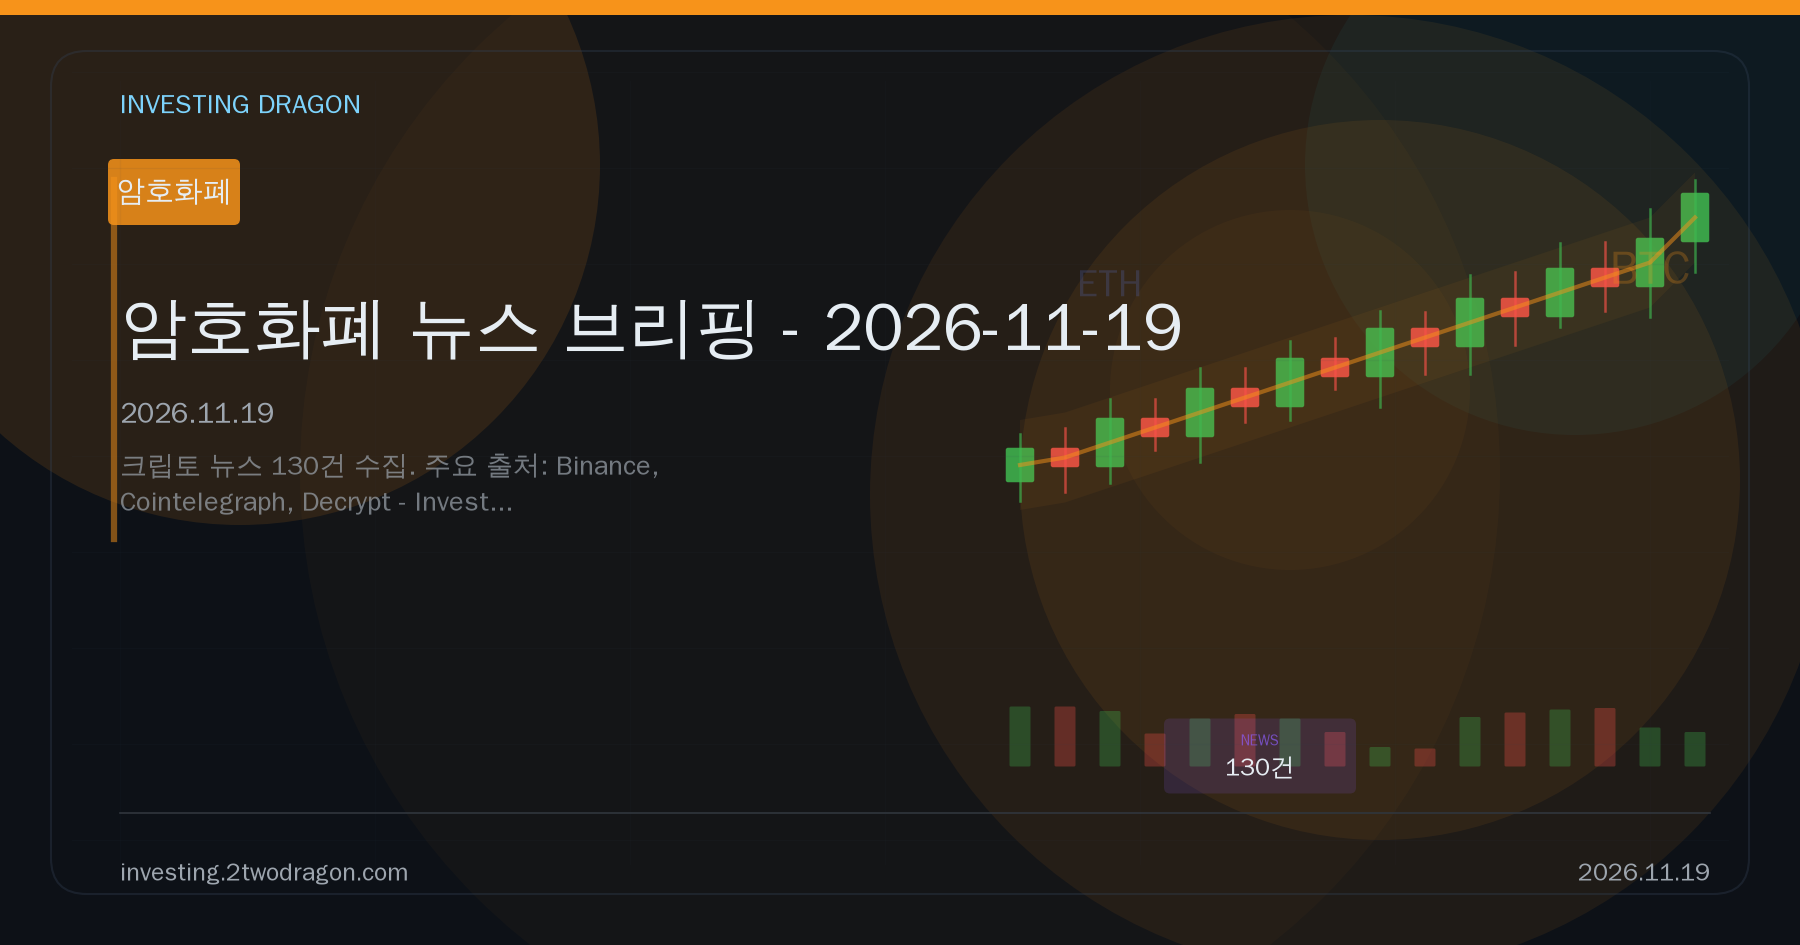 INVESTING DRAGON
암호화폐
암호화폐 뉴스 브리핑 - 2026-11-19
2026.11.19
크립토 뉴스 130건 수집. 주요 출처: Binance,
Cointelegraph, Decrypt - Invest...
ETH
BTC
NEWS
130건
investing.2twodragon.com
2026.11.19